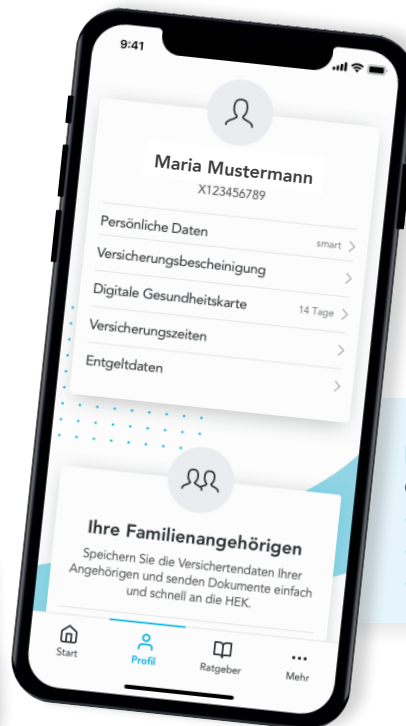 9:41
Maria Mustermann
X123456789
Persönliche Daten
smart
Versicherungsbescheinigung
Digitale Gesundheitskarte
14 Tage
Versicherungszeiten
Entgeltdaten
Ihre Familienangehörigen
Speichern Sie die Versichertendaten Ihrer
Angehörigen und senden Dokumente einfach
und schnell an die HEK.
Start
Profil
Ratgeber
Mehr